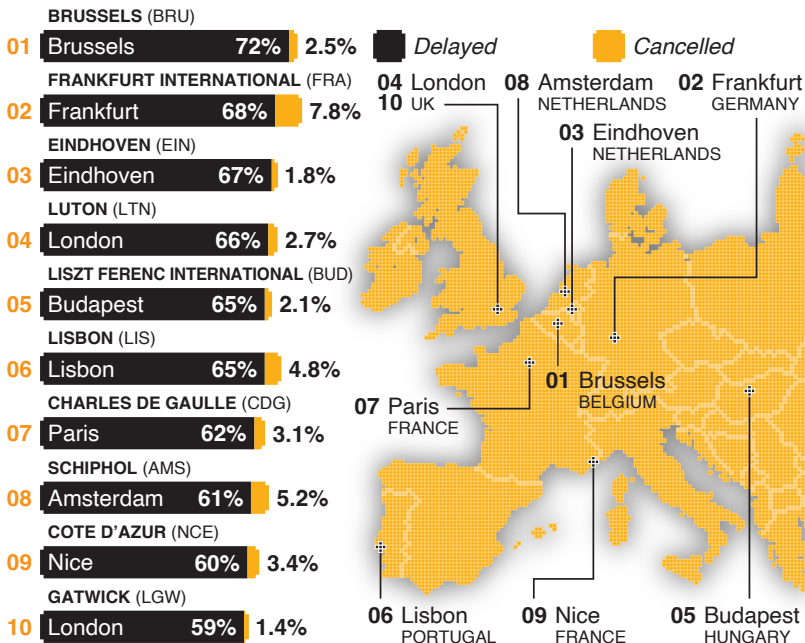 BRUSSELS (BRU)
01 Brussels 72% 2.5%
FRANKFURT INTERNATIONAL (FRA)
02 Frankfurt 68% 7.8%
EINDHOVEN (EIN)
03 Eindhoven 67% 1.8%
LUTON (LTN)
04 London 66% 2.7%
LISZT FERENC INTERNATIONAL (BUD)
05 Budapest 65% 2.1%
LISBON (LIS)
06 Lisbon 65% 4.8%
CHARLES DE GAULLE (CDG)
07 Paris 62% 3.1%
SCHIPHOL (AMS)
08 Amsterdam 61% 5.2%
COTE D'AZUR (NCE)
09 Nice 60% 3.4%
GATWICK (LGW)
10 London 59% 1.4%
Delayed
Cancelled
04 London
10 UK
08 Amsterdam
NETHERLANDS
02 Frankfurt
GERMANY
03 Eindhoven
NETHERLANDS
01 Brussels
BELGIUM
07 Paris
FRANCE
06 Lisbon
PORTUGAL
09 Nice
FRANCE
05 Budapest
HUNGARY